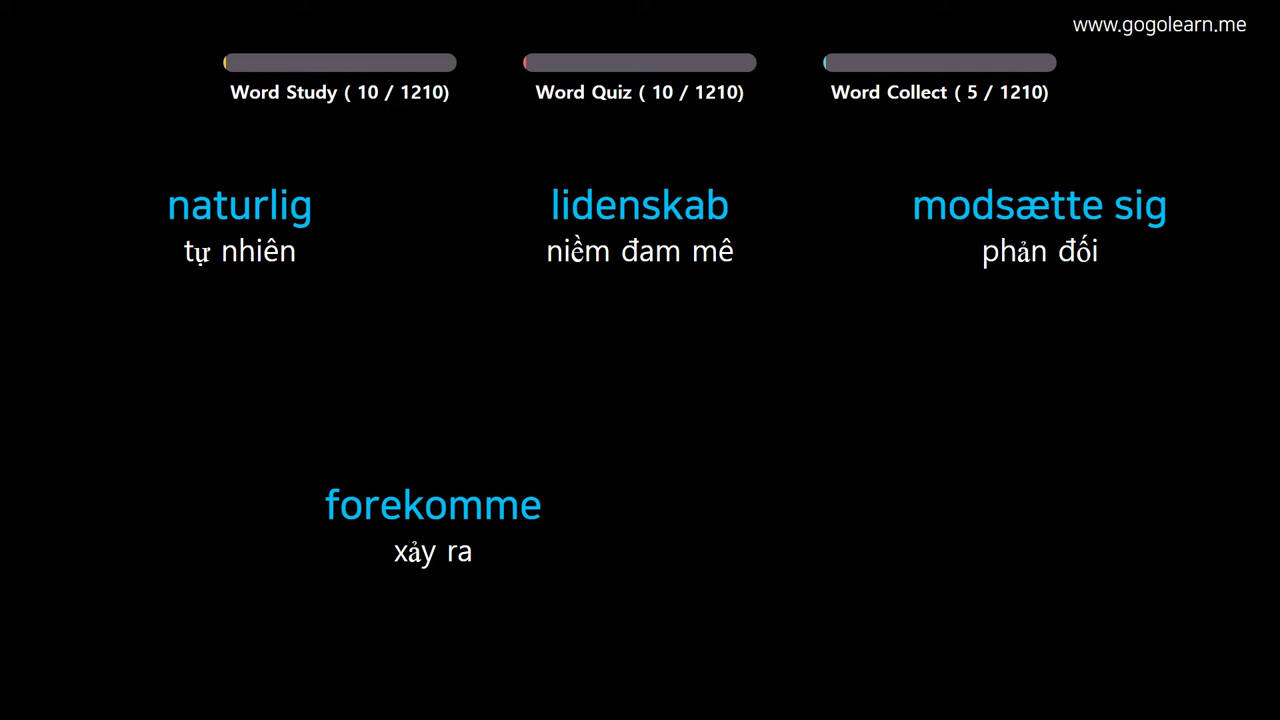 www.gogolearn.me
Word Study ( 10 / 1210)
Word Quiz ( 10 / 1210)
Word Collect ( 5 / 1210)
naturlig
tự nhiên
lidenskab
niềm đam mê
modsætte sig
phản đối
forekomme
xảy ra